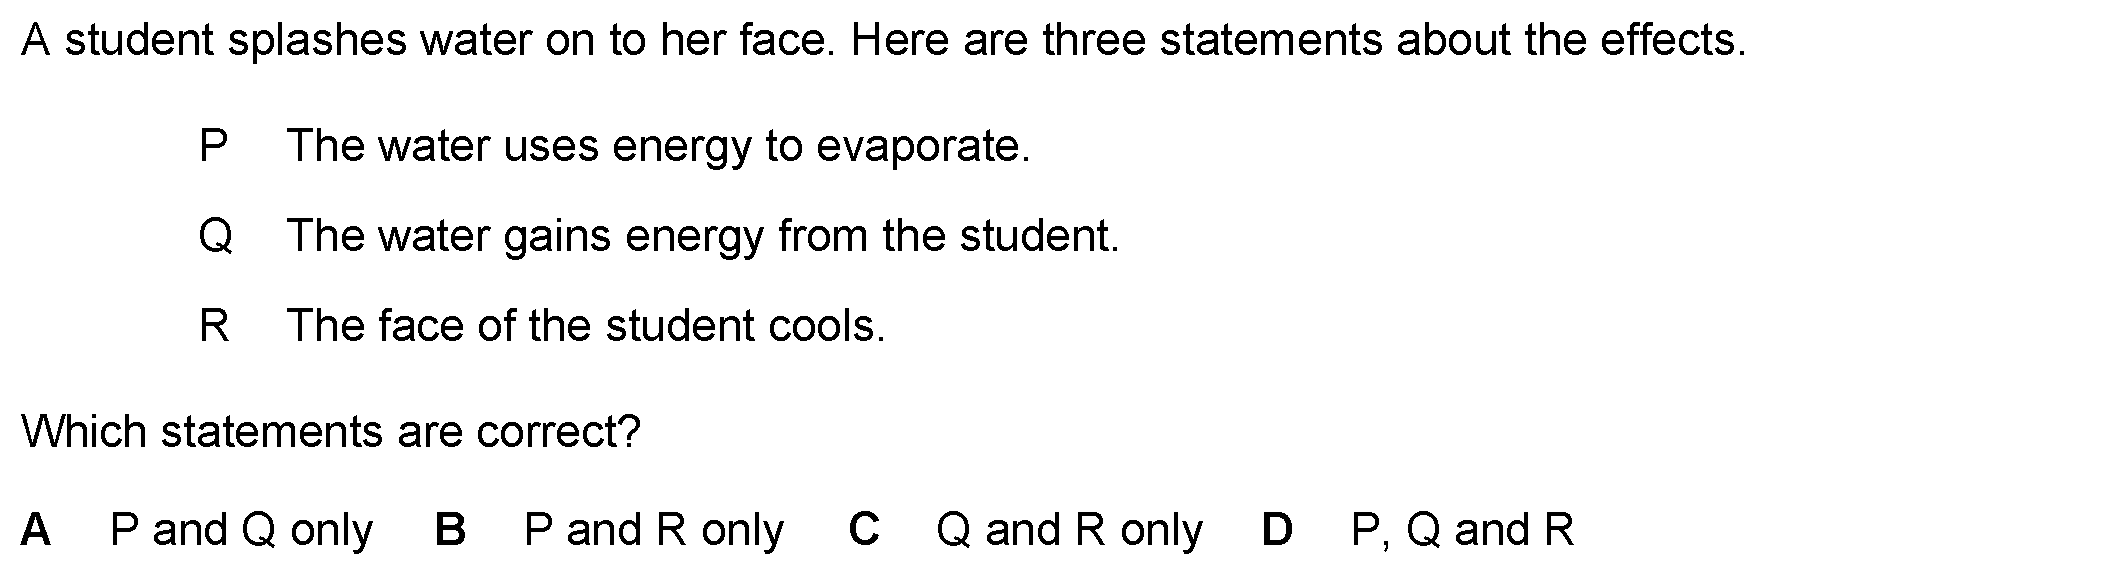 A student splashes water on to her face. Here are three statements about the effects.
P The water uses energy to evaporate.
Q The water gains energy from the student.
R The face of the student cools.
Which statements are correct?
A P and Q only B P and R only C Q and R only D P, Q and R